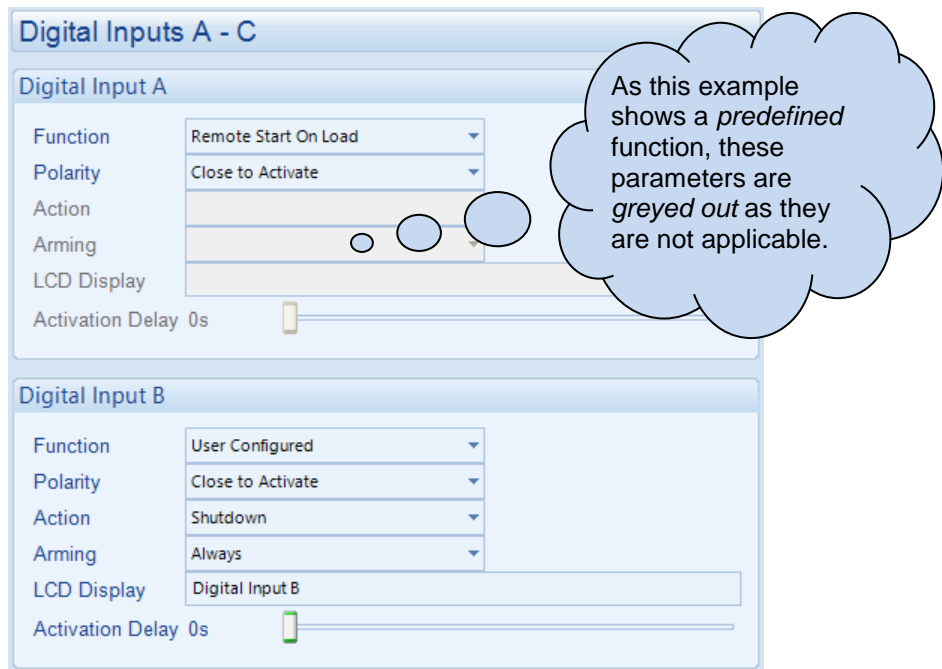 Digital Inputs A - C
Digital Input A
Function Remote Start On Load
Polarity Close to Activate
Action
Arming
LCD Display
Activation Delay 0s
As this example
shows a predefined
function, these
parameters are
greyed out as they
are not applicable.
Digital Input B
Function User Configured
Polarity Close to Activate
Action Shutdown
Arming Always
LCD Display Digital Input B
Activation Delay 0s